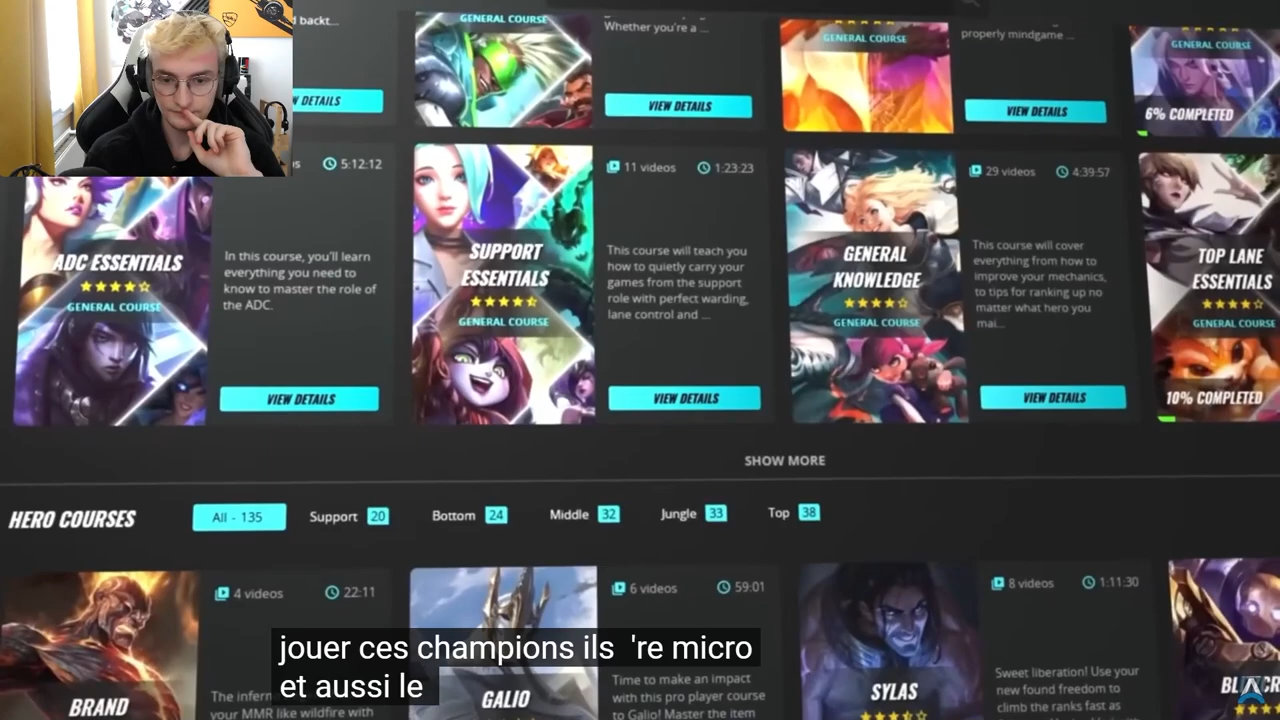 d backt...
GENERAL COURSE
Whether you're a ...
GENERAL COURSE
properly mindgame ...
GENERAL COURSE
6% COMPLETED
W DETAILS
VIEW DETAILS
VIEW DETAILS
5:12:12
11 videos
1:23:23
29 videos
4:39:57
ADC ESSENTIALS
GENERAL COURSE
In this course, you'll learn
everything you need to
know to master the role of
the ADC.
VIEW DETAILS
SUPPORT
ESSENTIALS
GENERAL COURSE
This course will teach you
how to quietly carry your
games from the support
role with perfect warding,
lane control and ...
VIEW DETAILS
GENERAL
KNOWLEDGE
GENERAL COURSE
This course will cover
everything from how to
improve your mechanics,
to tips for ranking up no
matter what hero you
mai...
VIEW DETAILS
TOP LANE
ESSENTIALS
GENERAL COURSE
10% COMPLETED
SHOW MORE
HERO COURSES
All - 135
Support 20
Bottom 24
Middle 32
Jungle 33
Top 38
4 videos
22:11
6 videos
59:01
8 videos
1:11:30
BRAND
The infern
your MMR like wildfire with
GALIO
Time to make an impact
with this pro player course
to Galio! Master the item
SYLAS
Sweet liberation! Use your
new found freedom to
climb the ranks fast as
jouer ces champions ils 're micro
et aussi le